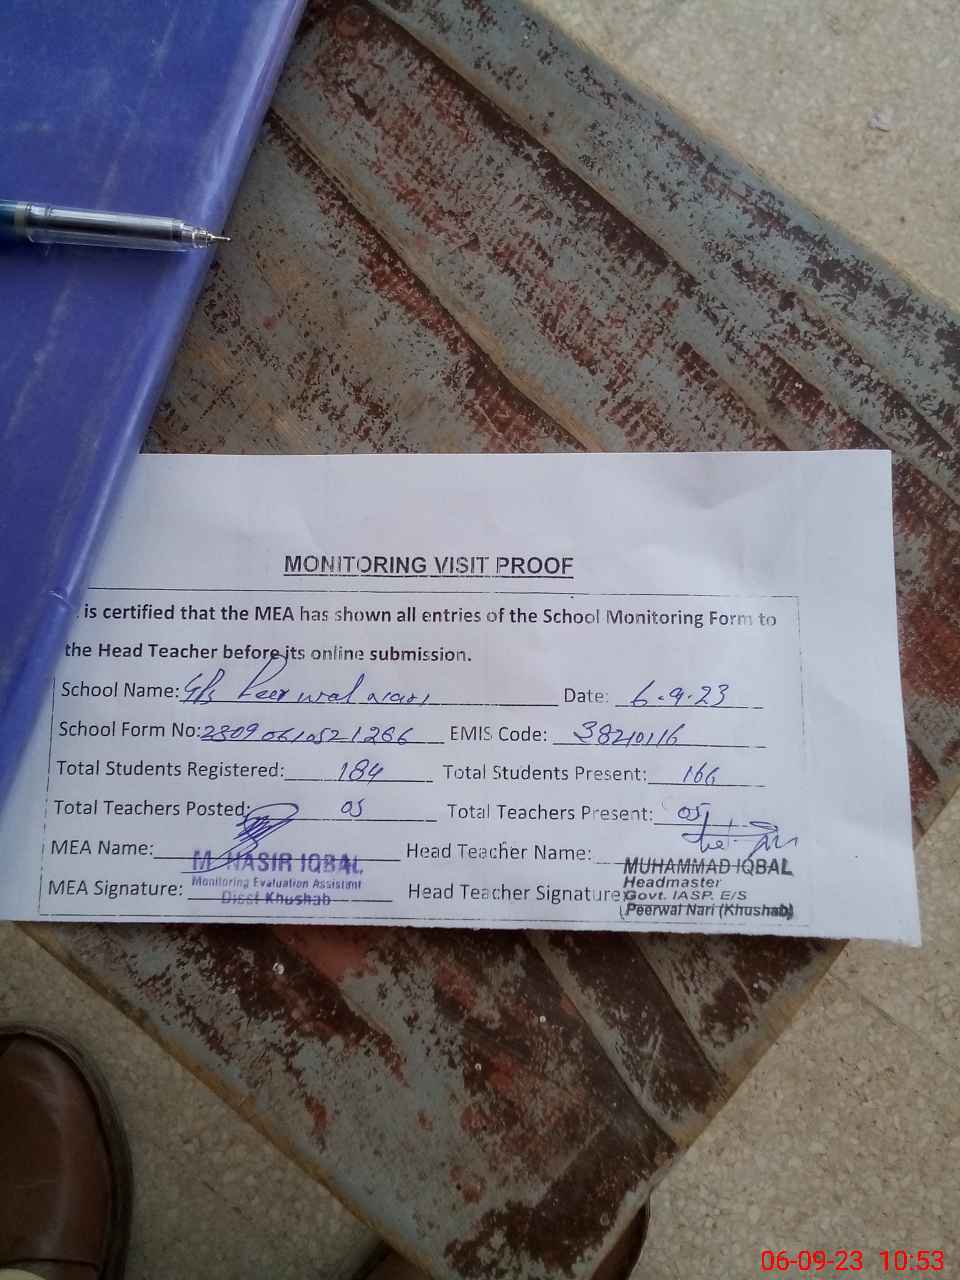 MONITORING VISIT PROOF
is certified that the MEA has shown all entries of the School Monitoring Form to
the Head Teacher before its online submission.
School Name: GPS Peerwal Nari Date: 6-9-23
School Form No: EMIS Code: 38210116
Total Students Registered: 184 Total Students Present: 166
Total Teachers Posted: 05 Total Teachers Present: 05
MEA Name: Head Teacher Name:
M NASIR IQBAL MUHAMMAD IQBAL
Monitoring Evaluation Assistant Headmaster
MEA Signature: Head Teacher Signature: Govt. IASP. E/S
Disst Khushab Peerwal Nari (Khushab)
06-09-23 10:53